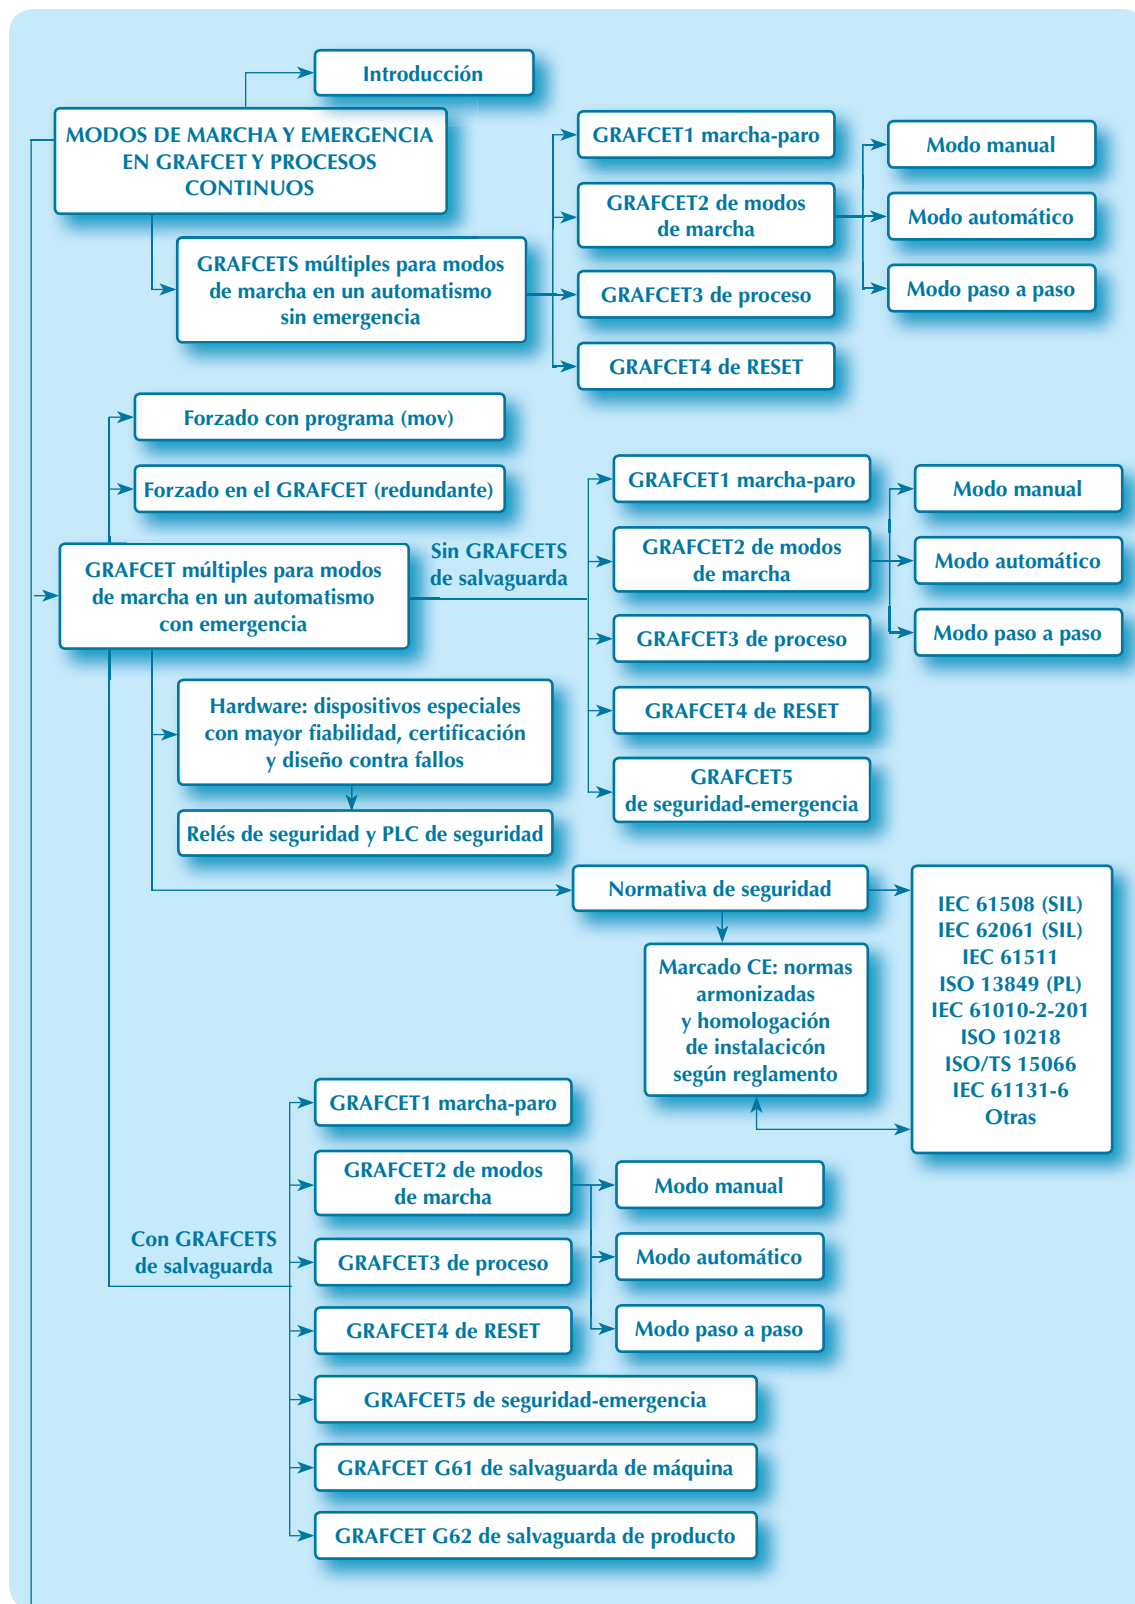 Introducción
MODOS DE MARCHA Y EMERGENCIA
EN GRAFCET Y PROCESOS
CONTINUOS
GRAFCETS múltiples para modos
de marcha en un automatismo
sin emergencia
GRAFCET1 marcha-paro
GRAFCET2 de modos
de marcha
GRAFCET3 de proceso
GRAFCET4 de RESET
Modo manual
Modo automático
Modo paso a paso
Forzado con programa (mov)
Forzado en el GRAFCET (redundante)
GRAFCET múltiples para modos
de marcha en un automatismo
con emergencia
Sin GRAFCETS
de salvaguarda
GRAFCET1 marcha-paro
GRAFCET2 de modos
de marcha
GRAFCET3 de proceso
GRAFCET4 de RESET
GRAFCET5
de seguridad-emergencia
Modo manual
Modo automático
Modo paso a paso
Hardware: dispositivos especiales
con mayor fiabilidad, certificación
y diseño contra fallos
Relés de seguridad y PLC de seguridad
Normativa de seguridad
Marcado CE: normas
armonizadas
y homologación
de instalacicón
según reglamento
IEC 61508 (SIL)
IEC 62061 (SIL)
IEC 61511
ISO 13849 (PL)
IEC 61010-2-201
ISO 10218
ISO/TS 15066
IEC 61131-6
Otras
Con GRAFCETS
de salvaguarda
GRAFCET1 marcha-paro
GRAFCET2 de modos
de marcha
GRAFCET3 de proceso
GRAFCET4 de RESET
GRAFCET5 de seguridad-emergencia
GRAFCET G61 de salvaguarda de máquina
GRAFCET G62 de salvaguarda de producto
Modo manual
Modo automático
Modo paso a paso